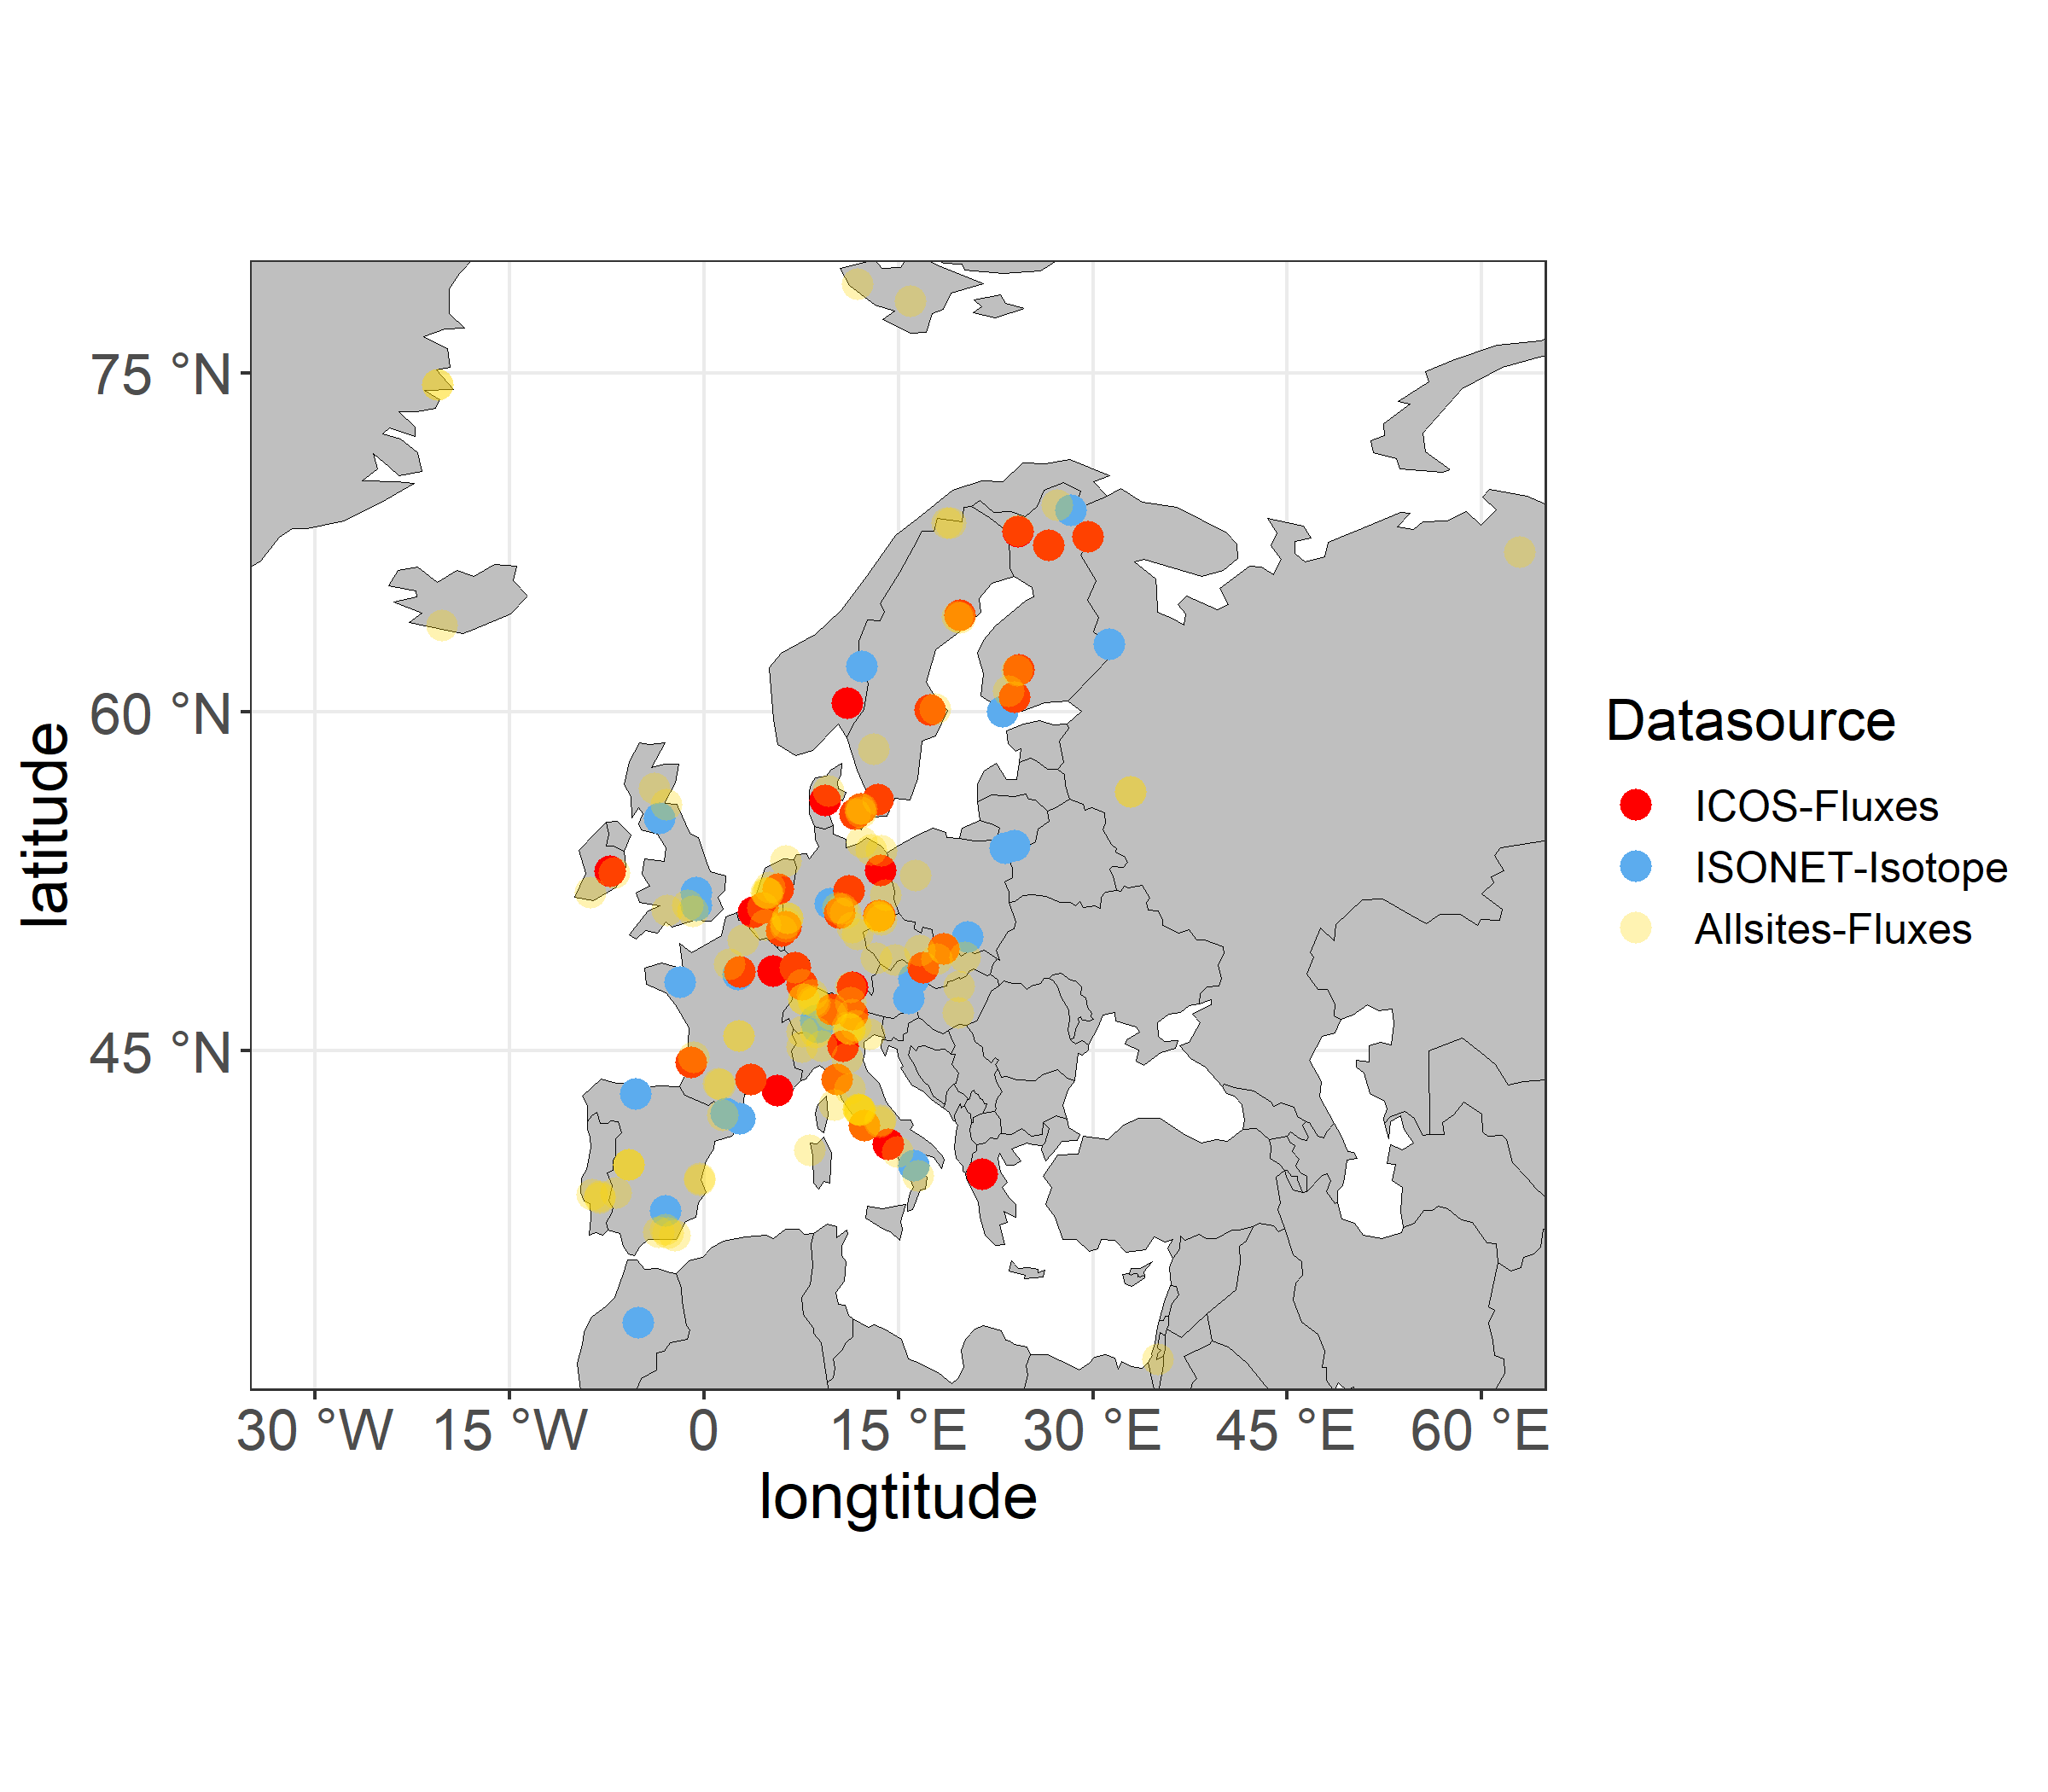 75 °N
60 °N
45 °N
latitude
30 °W 15 °W 0 15 °E 30 °E 45 °E 60 °E
longtitude
Datasource
ICOS-Fluxes
ISONET-Isotope
Allsites-Fluxes